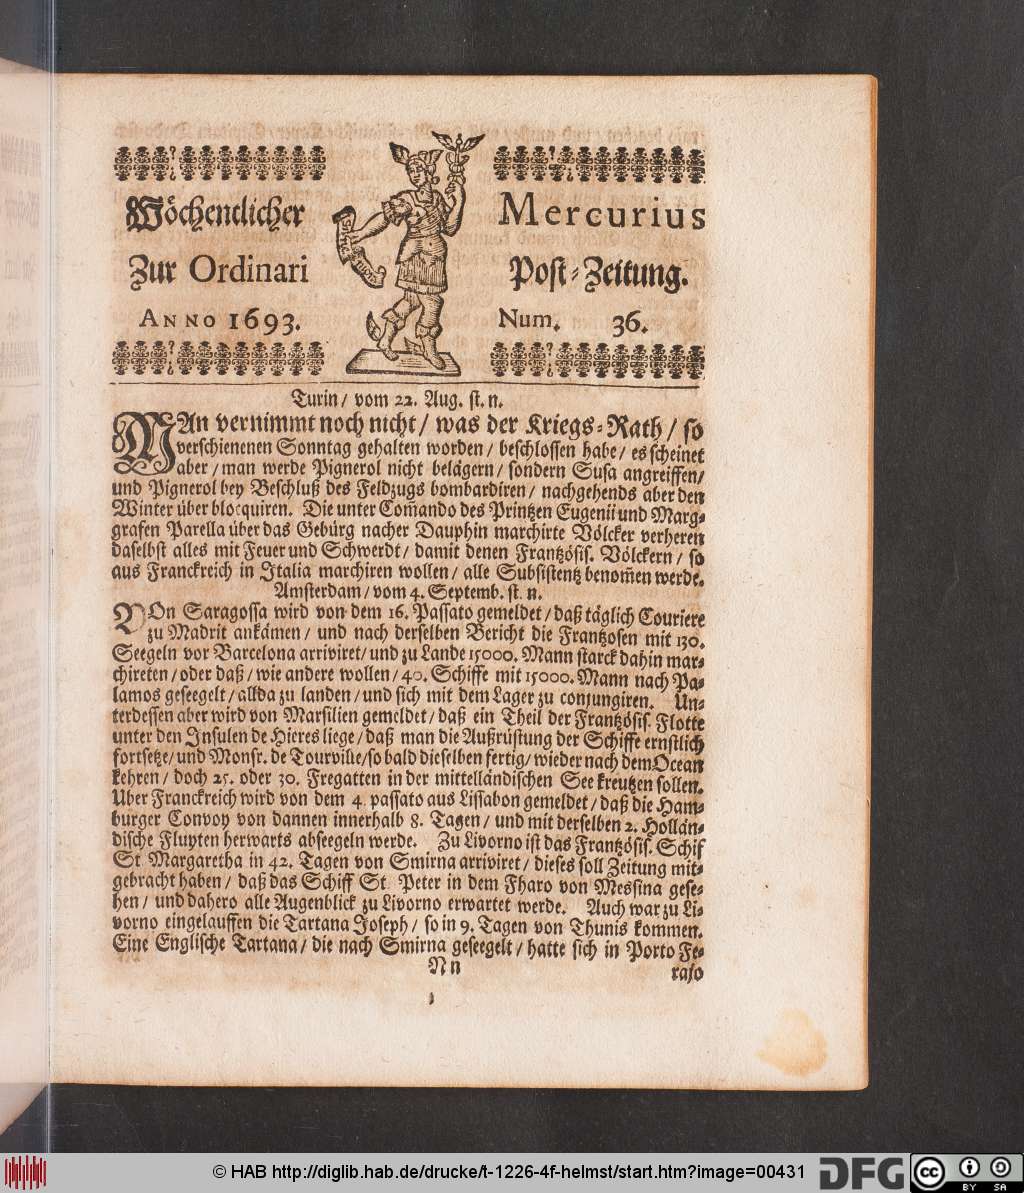 Wöchentlicher Mercurius
Zur Ordinari Post-Zeitung.
ANNO 1693. Num. 36.
Turin / vom 22. Aug. st. n.
MAn vernimmt noch nicht / was der Kriegs-Rath / so
verschienenen Sonntag gehalten worden / beschlossen habe / es scheinet
aber / man werde Pignerol nicht belägern / sondern Susa angreiffen /
und Pignerol bey Beschluß des Feldzugs bombardiren / nachgehends aber den
Winter über blocquiren. Die unter Com̃ando des Printzen Eugenii und Marg-
grafen Parella über das Gebürg nacher Dauphin marchirte Völcker verheren
daselbst alles mit Feuer und Schwerdt / damit denen Frantzösis. Völckern / so
aus Franckreich in Italia marchiren wollen / alle Subsistentz benom̃en werde.
Amsterdam / vom 4. Septemb. st. n.
VOn Saragossa wird von dem 16. Passato gemeldet / daß täglich Couriere
zu Madrit ankämen / und nach derselben Bericht die Frantzosen mit 130.
Seegeln vor Barcelona arriviret / und zu Lande 15000. Mann starck dahin mar-
chireten / oder daß / wie andere wollen / 40. Schiffe mit 15000. Mann nach Pa-
lamos geseegelt / allda zu landen / und sich mit dem Lager zu conjungiren. Un-
terdessen aber wird von Marsilien gemeldet / daß ein Theil der Frantzösis. Flotte
unter den Insulen de Hieres liege / daß man die Außrüstung der Schiffe ernstlich
fortsetze / und Monsr. de Tourville / so bald dieselben fertig / wieder nach dem Ocean
kehren / doch 25. oder 30. Fregatten in der mittelländischen See kreutzen sollen.
Uber Franckreich wird von dem 4. passato aus Lissabon gemeldet / daß die Ham-
burger Convoy von dannen innerhalb 8. Tagen / und mit derselben 2. Hollän-
dische Fluyten herwarts abseegeln werde. Zu Livorno ist das Frantzösis. Schif
St. Margaretha in 42. Tagen von Smirna arriviret / dieses soll Zeitung mit-
gebracht haben / daß das Schiff St. Peter in dem Fharo von Messina gese-
hen / und dahero alle Augenblick zu Livorno erwartet werde. Auch war zu Li-
vorno eingelauffen die Tartana Joseph / so in 9. Tagen von Thunis kommen.
Eine Englische Tartana / die nach Smirna geseegelt / hatte sich in Porto Fe-
Nn rajo
© HAB http://diglib.hab.de/drucke/t-1226-4f-helmst/start.htm?image=00431
DFG
cc BY SA